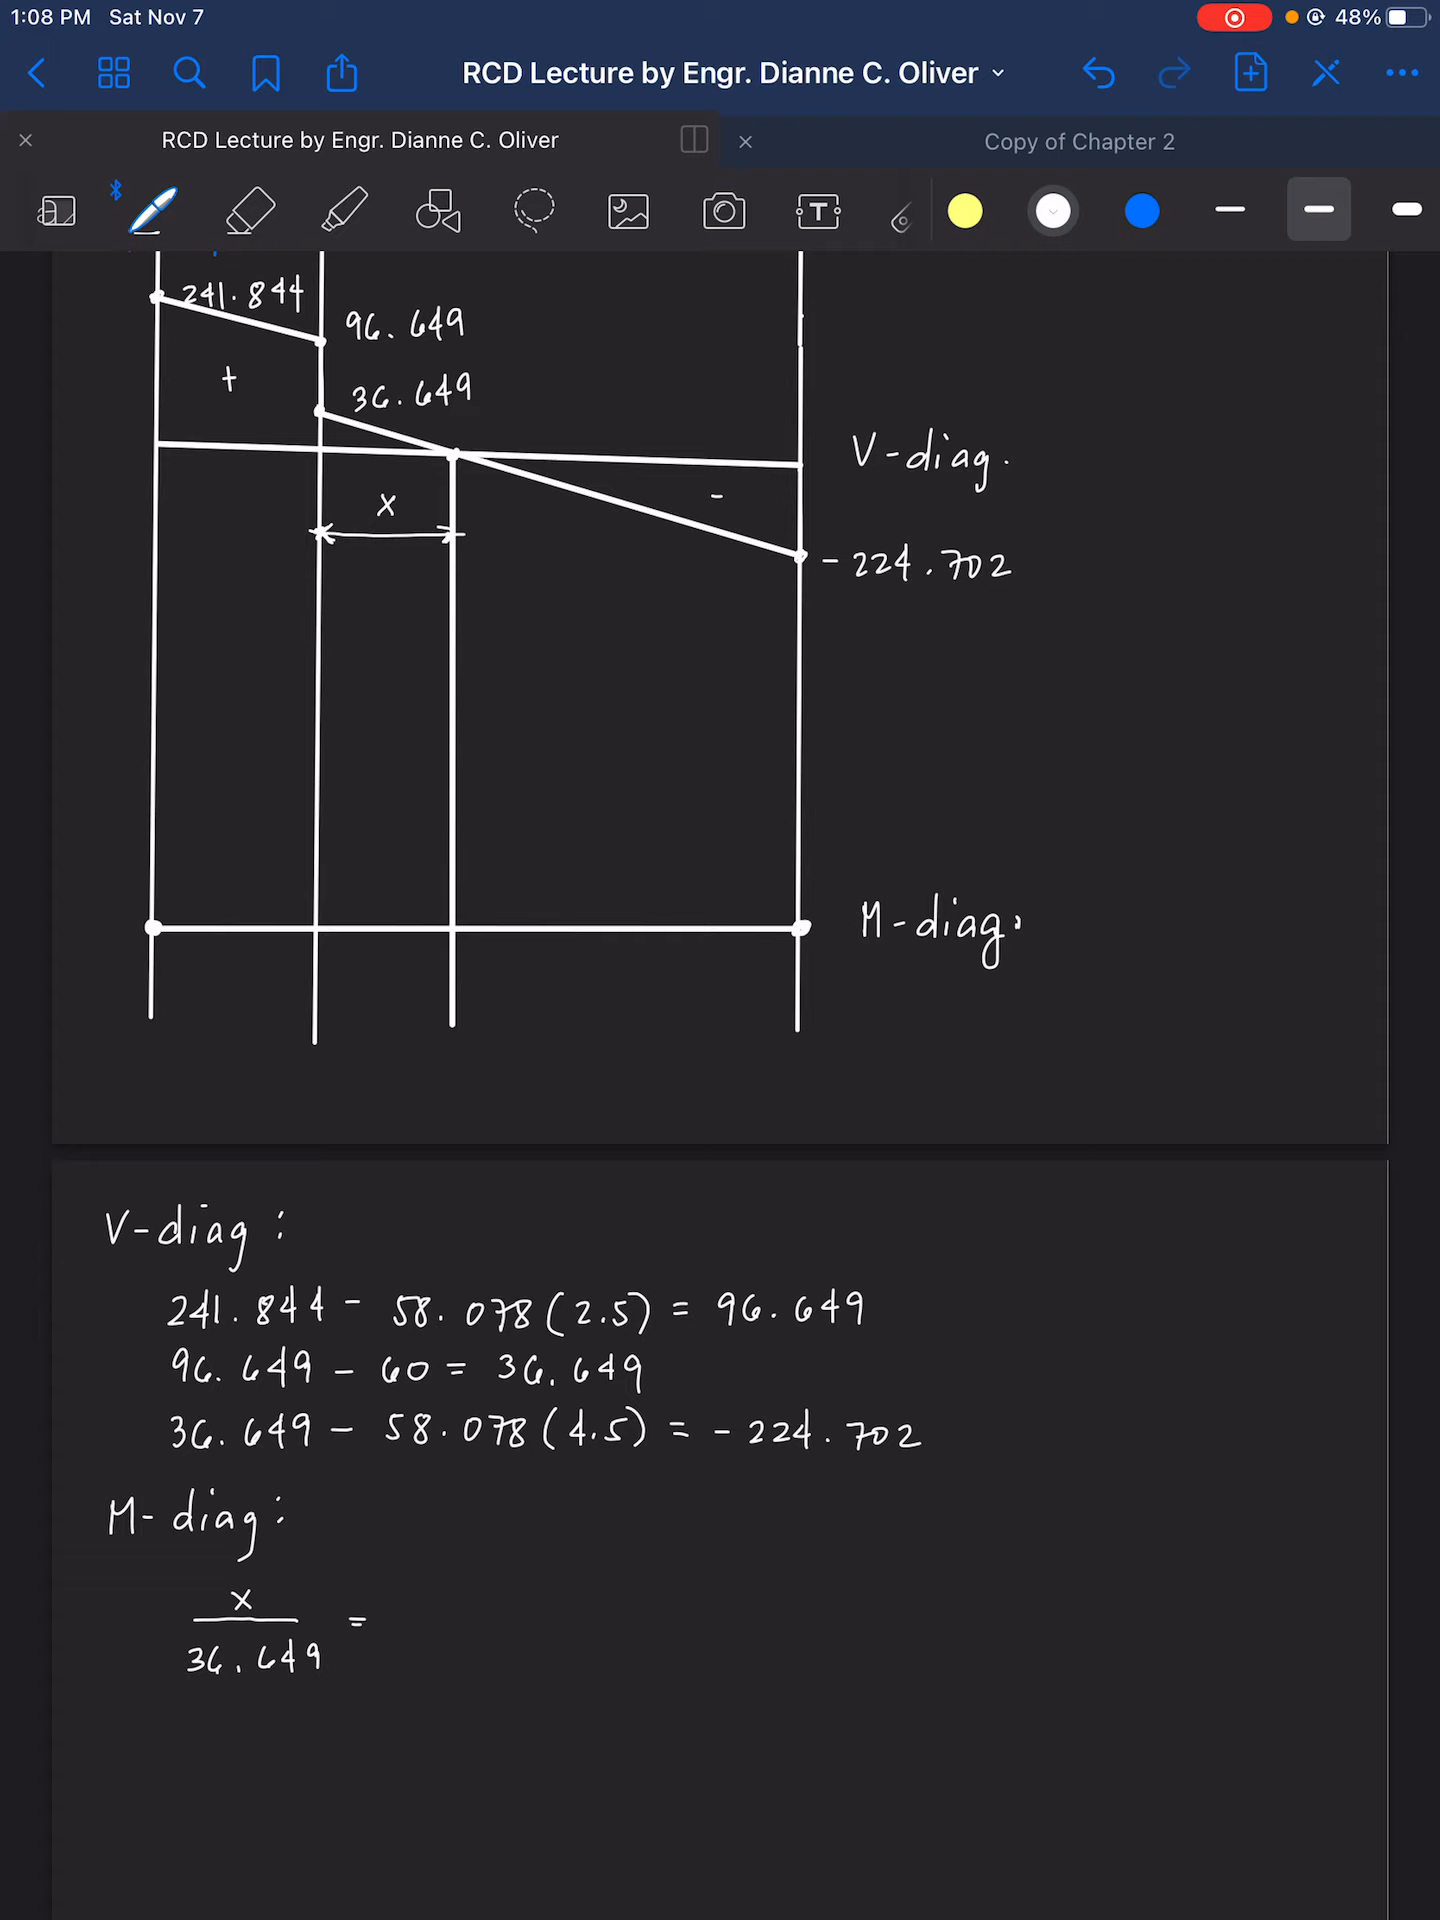 1:08 PM Sat Nov 7 48%
RCD Lecture by Engr. Dianne C. Oliver
RCD Lecture by Engr. Dianne C. Oliver
Copy of Chapter 2
T
241.844
96.649
+
36.649
V-diag.
x
-
-224.702
M-diag.
V-diag:
241.844 - 58.078(2.5) = 96.649
96.649 - 60 = 36.649
36.649 - 58.078(4.5) = -224.702
M-diag:
x
36.649 =